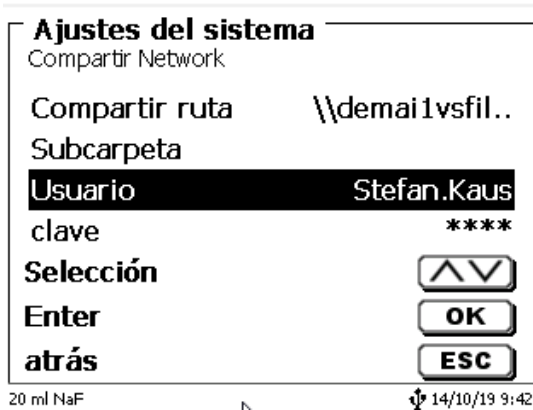 Ajustes del sistema
Compartir Network
Compartir ruta \\demai1vsfil..
Subcarpeta
Usuario Stefan.Kaus
clave ****
Selección
Enter OK
atrás ESC
20 ml NaF 14/10/19 9:42